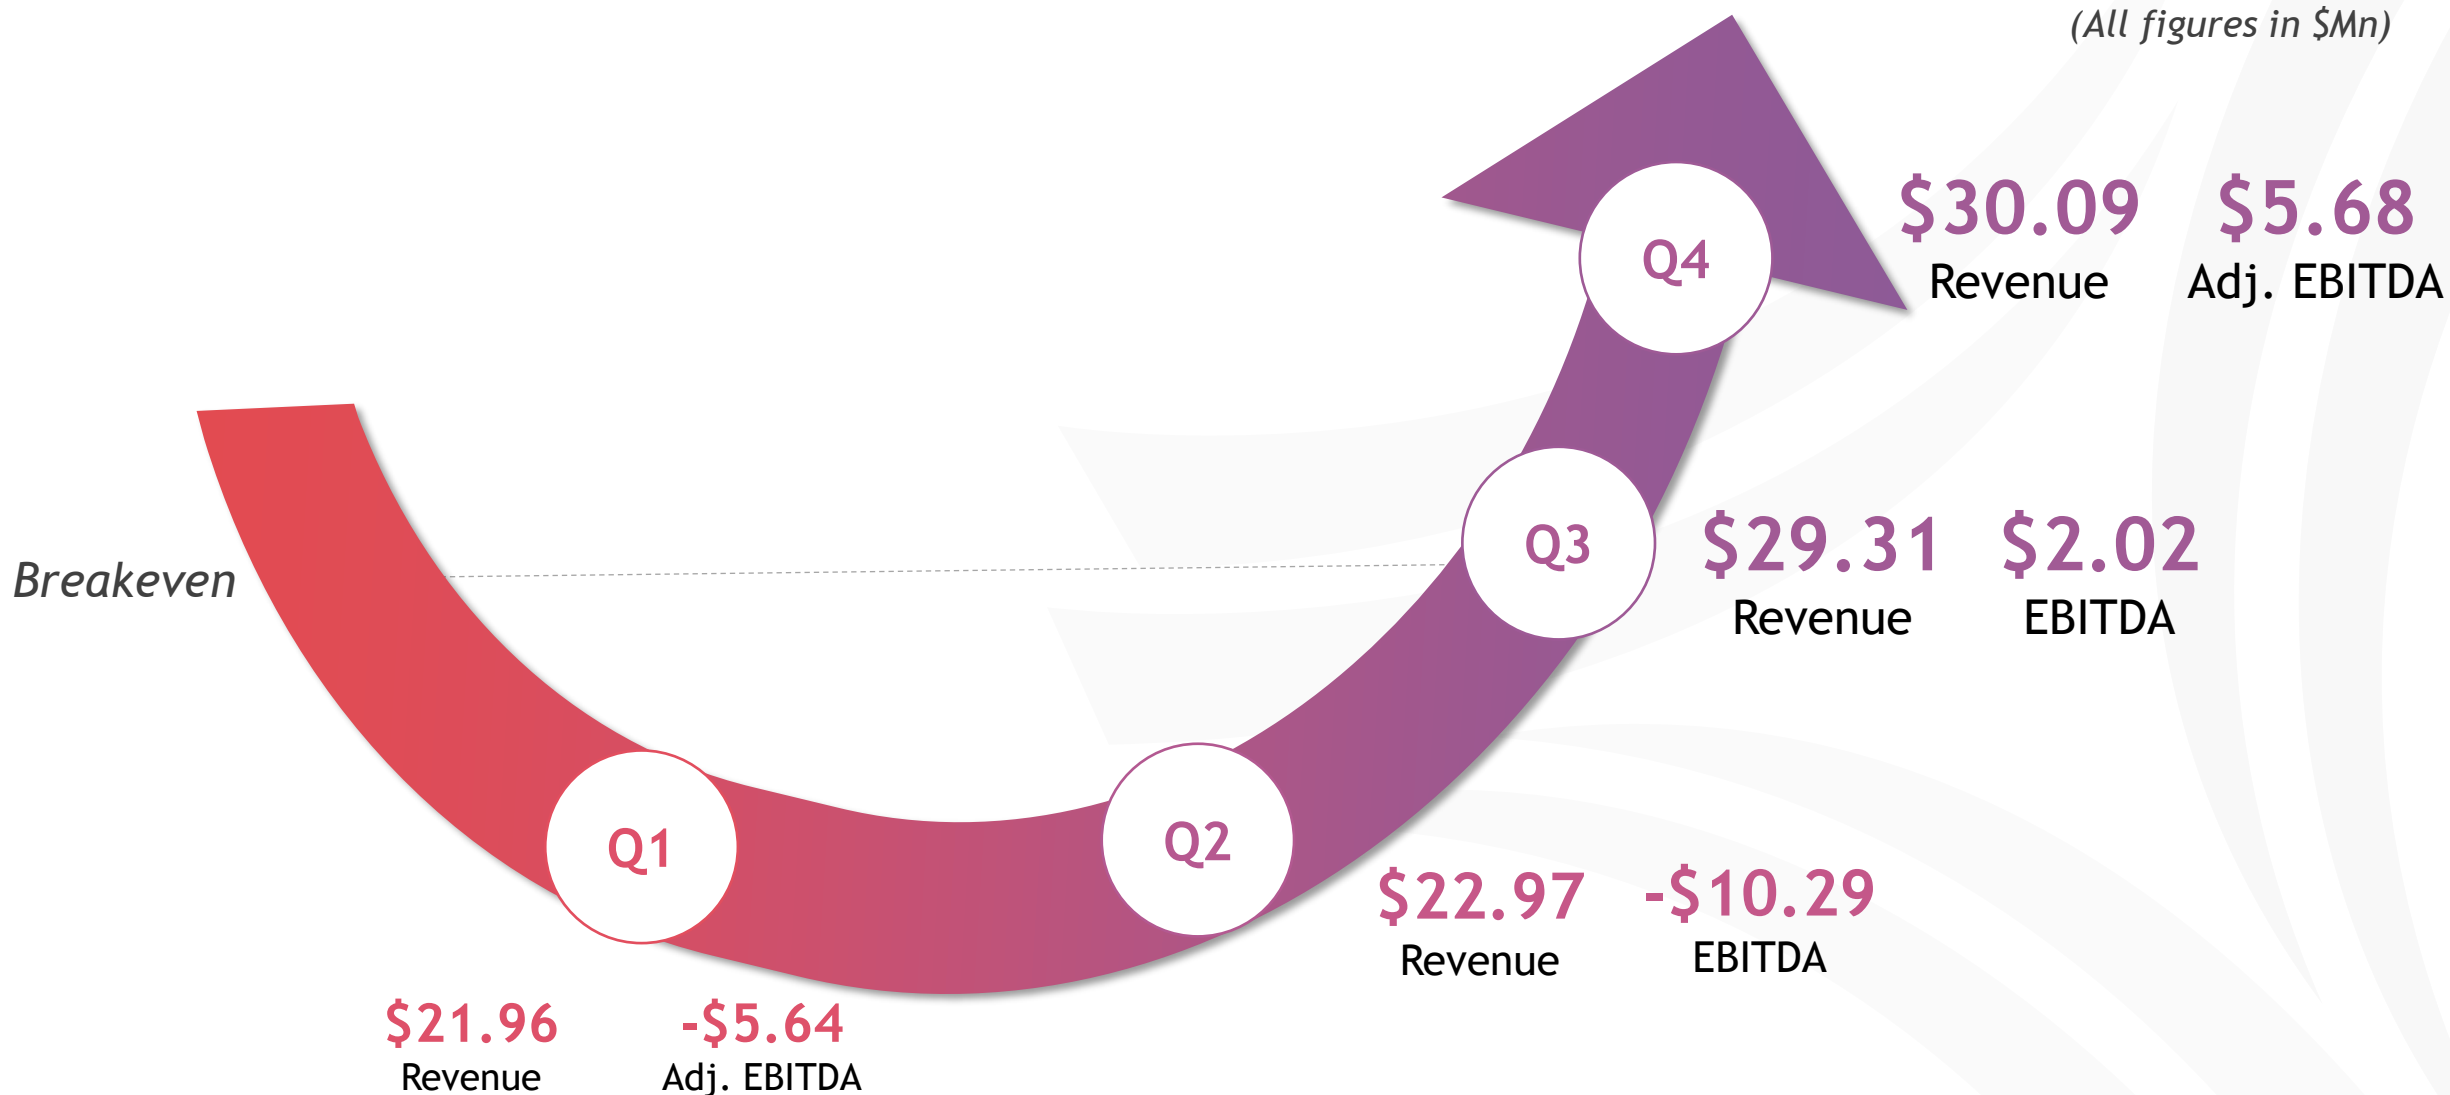 (All figures in $Mn)
$30.09 $5.68
Revenue Adj. EBITDA
Q4
Q3
$29.31 $2.02
Revenue EBITDA
Breakeven
Q1
Q2
$22.97 -$10.29
Revenue EBITDA
$21.96 -$5.64
Revenue Adj. EBITDA